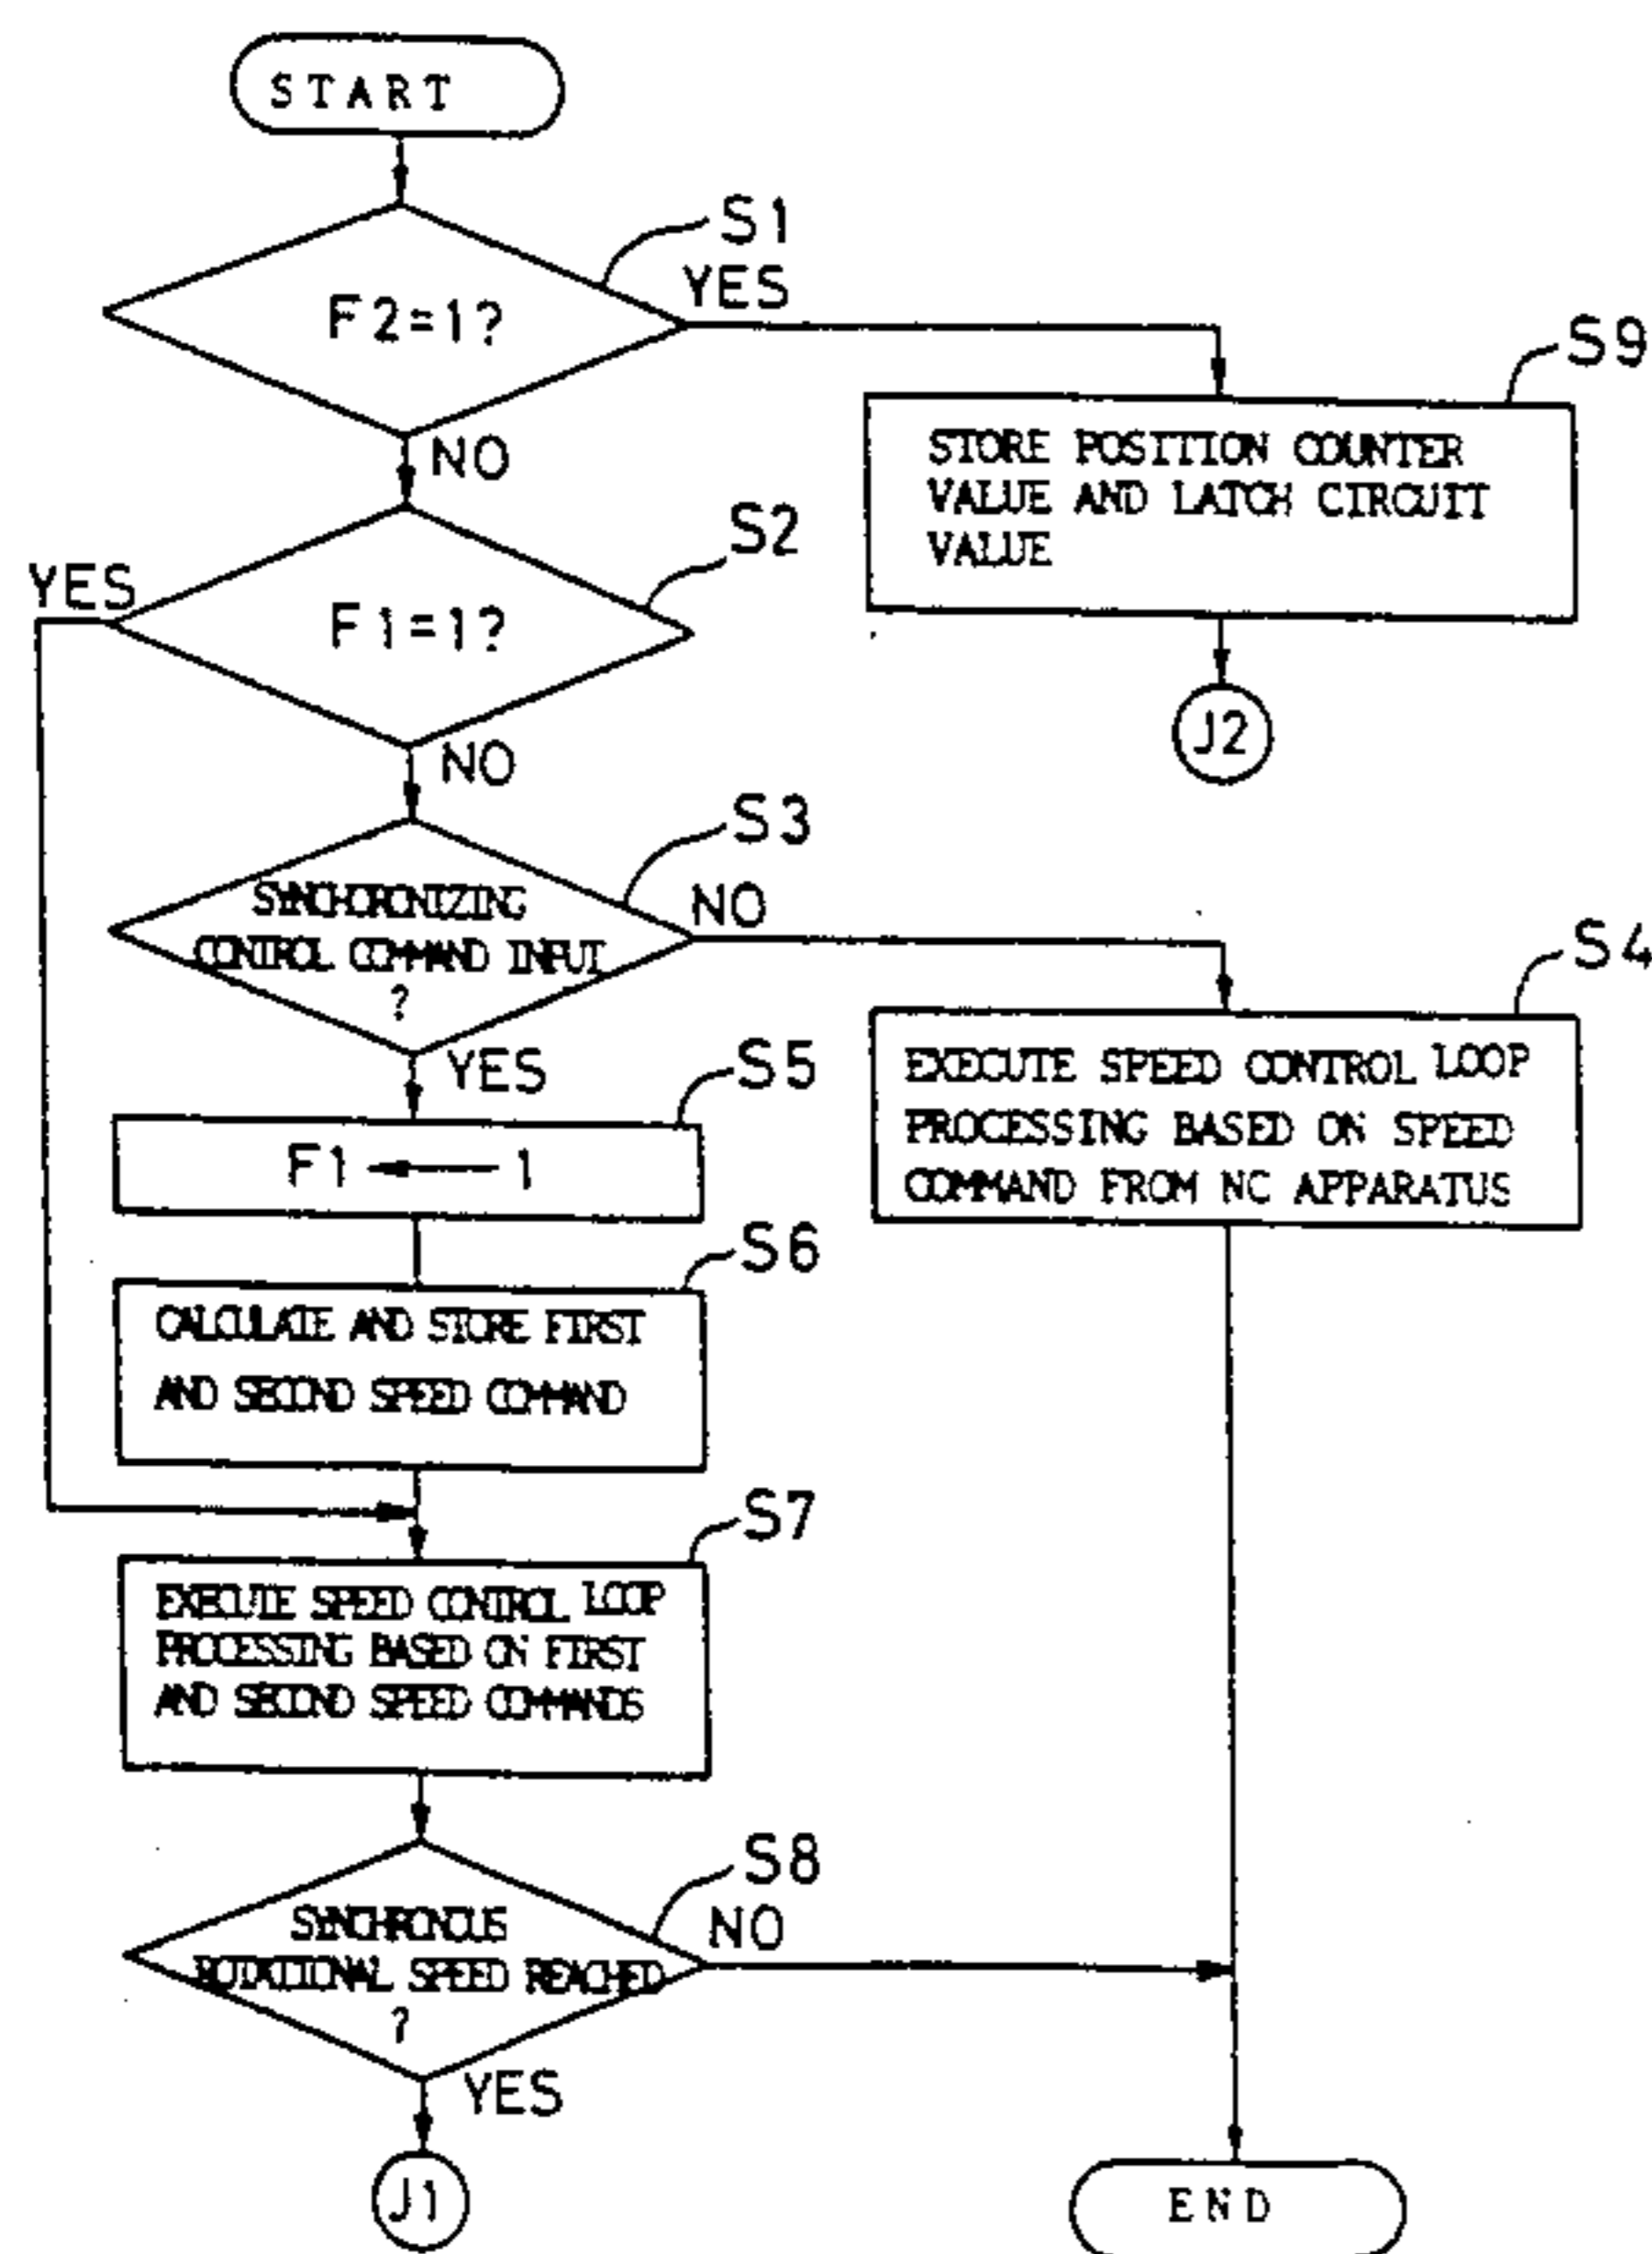 START
S1
YES
F2=1?
NO
S9
STORE POSITION COUNTER
VALUE AND LATCH CIRCUIT
VALUE
J2
S2
YES
F1=1?
NO
S3
SYNCHORONIZING
CONTROL COMMAND INPUT
?
NO
S4
EXECUTE SPEED CONTROL LOOP
PROCESSING BASED ON SPEED
COMMAND FROM NC APPARATUS
YES
S5
F1 ← 1
S6
CALCULATE AND STORE FIRST
AND SECOND SPEED COMMAND
S7
EXECUTE SPEED CONTROL LOOP
PROCESSING BASED ON FIRST
AND SECOND SPEED COMMANDS
S8
SYNCHRONOUS
ROTATIONAL SPEED REACHED
?
NO
YES
J1
END